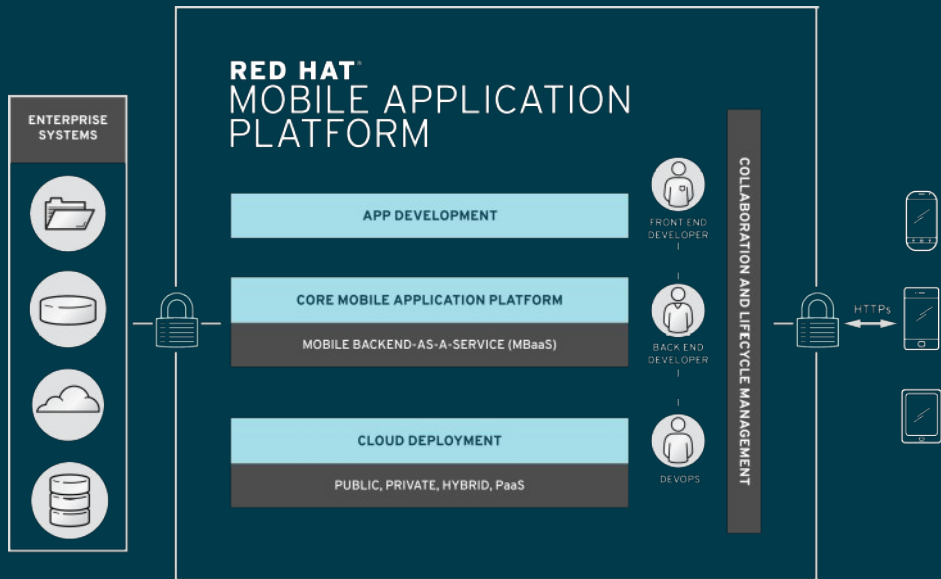 ENTERPRISE
SYSTEMS
RED HAT®
MOBILE APPLICATION
PLATFORM
APP DEVELOPMENT
FRONT END
DEVELOPER
CORE MOBILE APPLICATION PLATFORM
MOBILE BACKEND-AS-A-SERVICE (MBaaS)
BACK END
DEVELOPER
CLOUD DEPLOYMENT
PUBLIC, PRIVATE, HYBRID, PaaS
DEVOPS
COLLABORATION AND LIFECYCLE MANAGEMENT
HTTPs